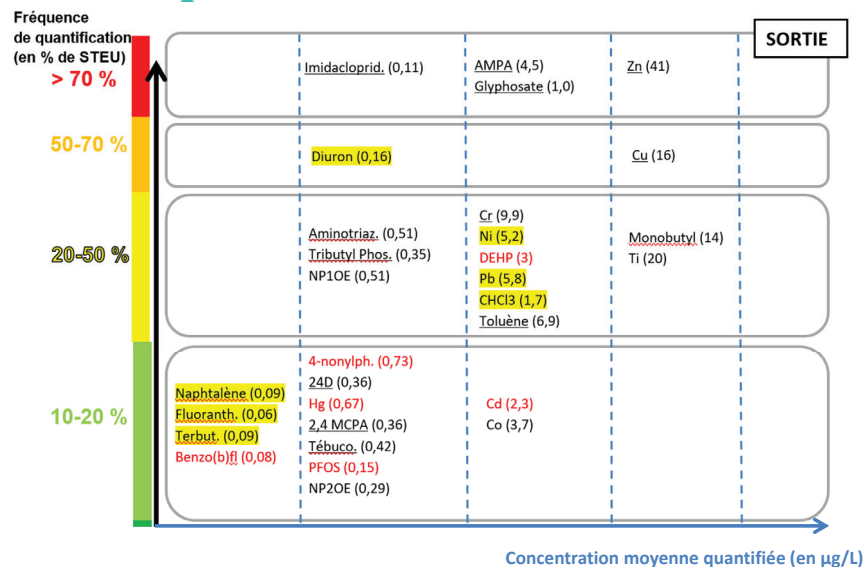 Fréquence
de quantification
(en % de STEU)
SORTIE
> 70 %
Imidacloprid. (0,11)
AMPA (4,5)
Glyphosate (1,0)
Zn (41)
50-70 %
Diuron (0,16)
Cu (16)
20-50 %
Aminotriaz. (0,51)
Tributyl Phos. (0,35)
NP1OE (0,51)
Cr (9,9)
Ni (5,2)
DEHP (3)
Pb (5,8)
CHCl3 (1,7)
Toluène (6,9)
Monobutyl (14)
Ti (20)
10-20 %
Naphtalène (0,09)
Fluoranth. (0,06)
Terbut. (0,09)
Benzo(b)fl (0,08)
4-nonylph. (0,73)
24D (0,36)
Hg (0,67)
2,4 MCPA (0,36)
Tébuco. (0,42)
PFOS (0,15)
NP2OE (0,29)
Cd (2,3)
Co (3,7)
Concentration moyenne quantifiée (en µg/L)